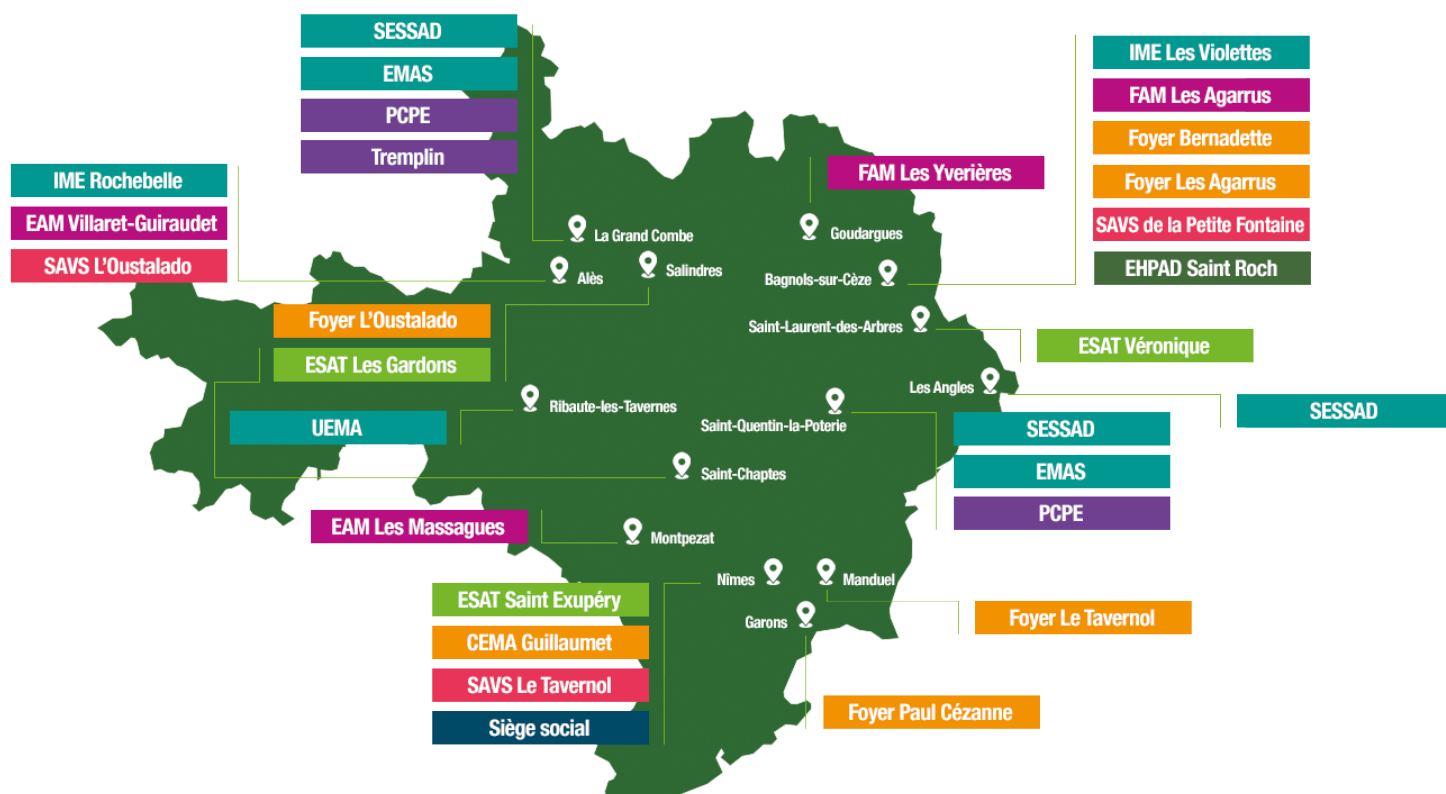 SESSAD
EMAS
PCPE
Tremplin
IME Rochebelle
EAM Villaret-Guiraudet
SAVS L'Oustalado
IME Les Violettes
FAM Les Agarrus
Foyer Bernadette
Foyer Les Agarrus
SAVS de la Petite Fontaine
EHPAD Saint Roch
FAM Les Yverières
La Grand Combe
Goudargues
Alès
Salindres
Bagnols-sur-Cèze
Foyer L'Oustalado
ESAT Les Gardons
Saint-Laurent-des-Arbres
ESAT Véronique
Les Angles
SESSAD
Ribaute-les-Tavernes
UEMA
Saint-Quentin-la-Poterie
SESSAD
EMAS
PCPE
Saint-Chaptes
EAM Les Massagues
Montpezat
Nîmes
Manduel
Garons
ESAT Saint Exupéry
CEMA Guillaumet
SAVS Le Tavernol
Siège social
Foyer Le Tavernol
Foyer Paul Cézanne